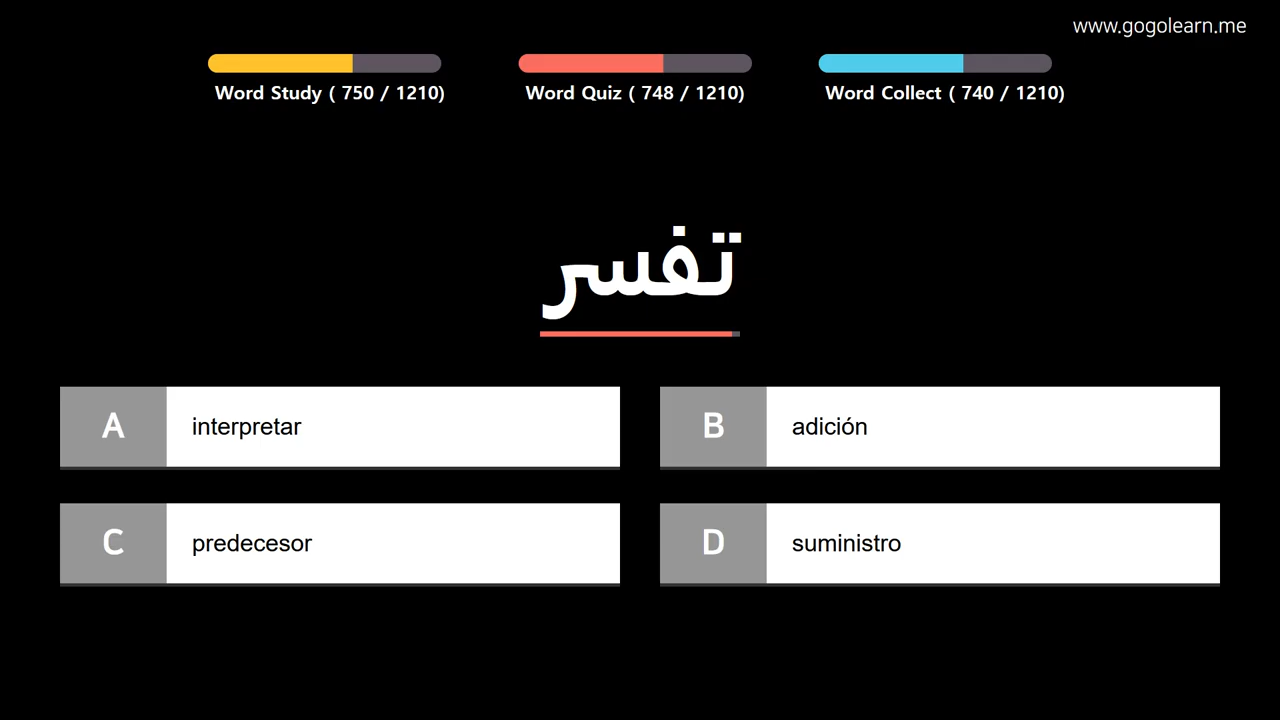 www.gogolearn.me
Word Study ( 750 / 1210)
Word Quiz ( 748 / 1210)
Word Collect ( 740 / 1210)
تفسر
A interpretar
B adición
C predecesor
D suministro